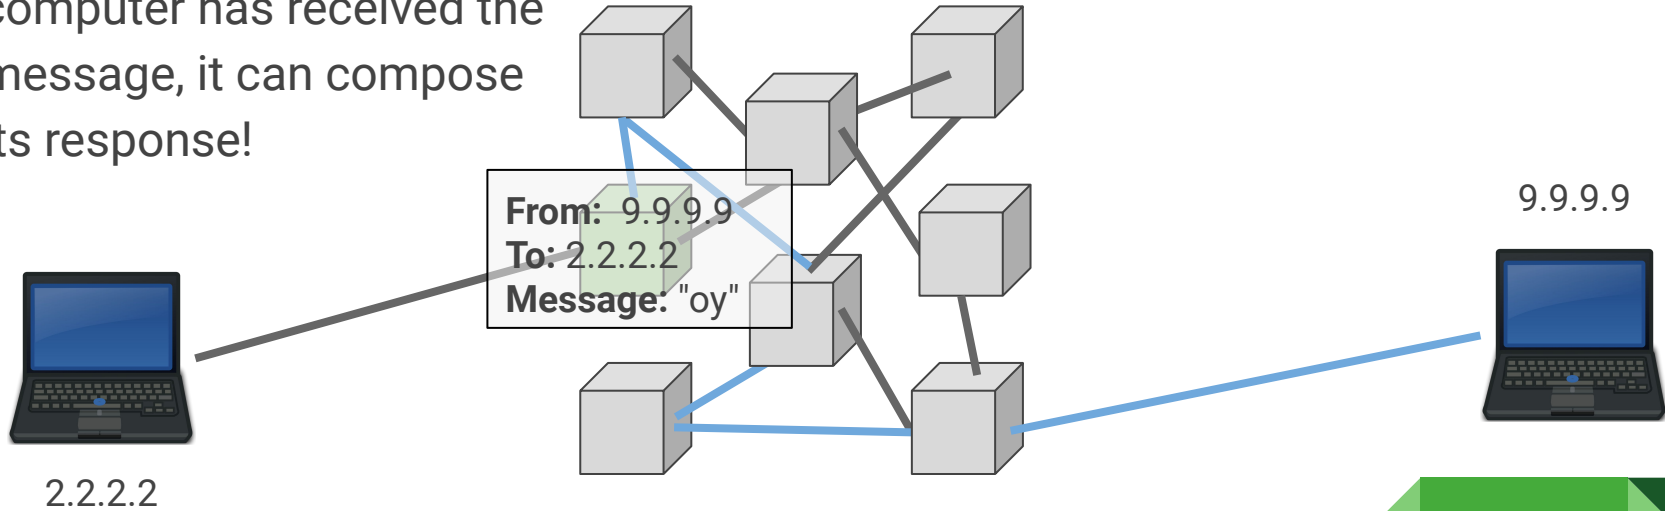 computer has received the
message, it can compose
its response!
From: 9.9.9.9
To: 2.2.2.2
Message: "oy"
9.9.9.9
2.2.2.2